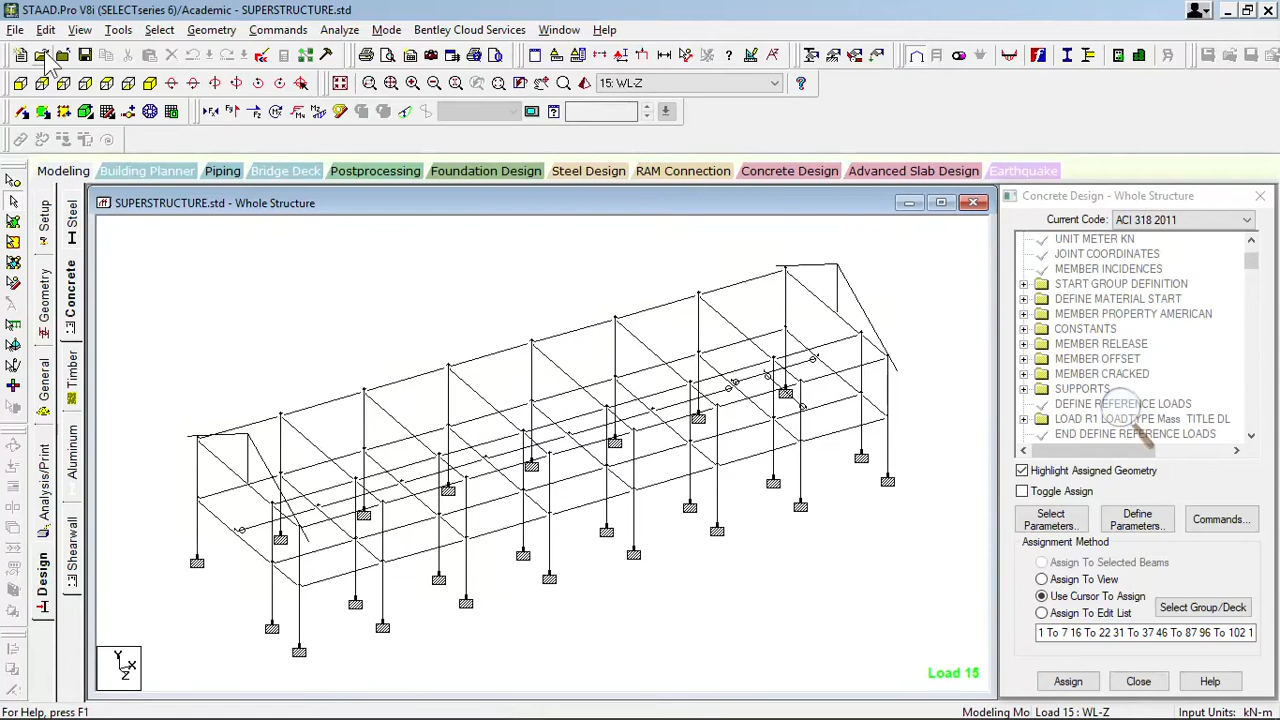 STAAD.Pro V8i (SELECTseries 6)/Academic - SUPERSTRUCTURE.std
File Edit View Tools Select Geometry Commands Analyze Mode Bentley Cloud Services Window Help
15: WL-Z
Modeling Building Planner Piping Bridge Deck Postprocessing Foundation Design Steel Design RAM Connection Concrete Design Advanced Slab Design Earthquake
Setup
Geometry
General
Analysis/Print
Design
Steel
Concrete
Timber
Aluminum
Shearwall
SUPERSTRUCTURE.std - Whole Structure
Y
X
Z
Load 15
Concrete Design - Whole Structure
Current Code: ACI 318 2011
UNIT METER KN
JOINT COORDINATES
MEMBER INCIDENCES
START GROUP DEFINITION
DEFINE MATERIAL START
MEMBER PROPERTY AMERICAN
CONSTANTS
MEMBER RELEASE
MEMBER OFFSET
MEMBER CRACKED
SUPPORTS
DEFINE REFERENCE LOADS
LOAD R1 LOADTYPE Mass TITLE DL
END DEFINE REFERENCE LOADS
Highlight Assigned Geometry
Toggle Assign
Select Parameters..
Define Parameters..
Commands...
Assignment Method
Assign To Selected Beams
Assign To View
Use Cursor To Assign
Assign To Edit List
Select Group/Deck
1 To 7 16 To 22 31 To 37 46 To 87 96 To 102 1
Assign Close Help
For Help, press F1
Modeling Mo Load 15 : WL-Z Input Units: kN-m